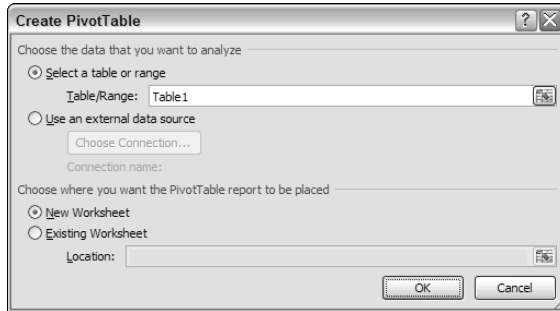 Create PivotTable
Choose the data that you want to analyze
Select a table or range
Table/Range: Table1
Use an external data source
Choose Connection...
Connection name:
Choose where you want the PivotTable report to be placed
New Worksheet
Existing Worksheet
Location:
OK Cancel